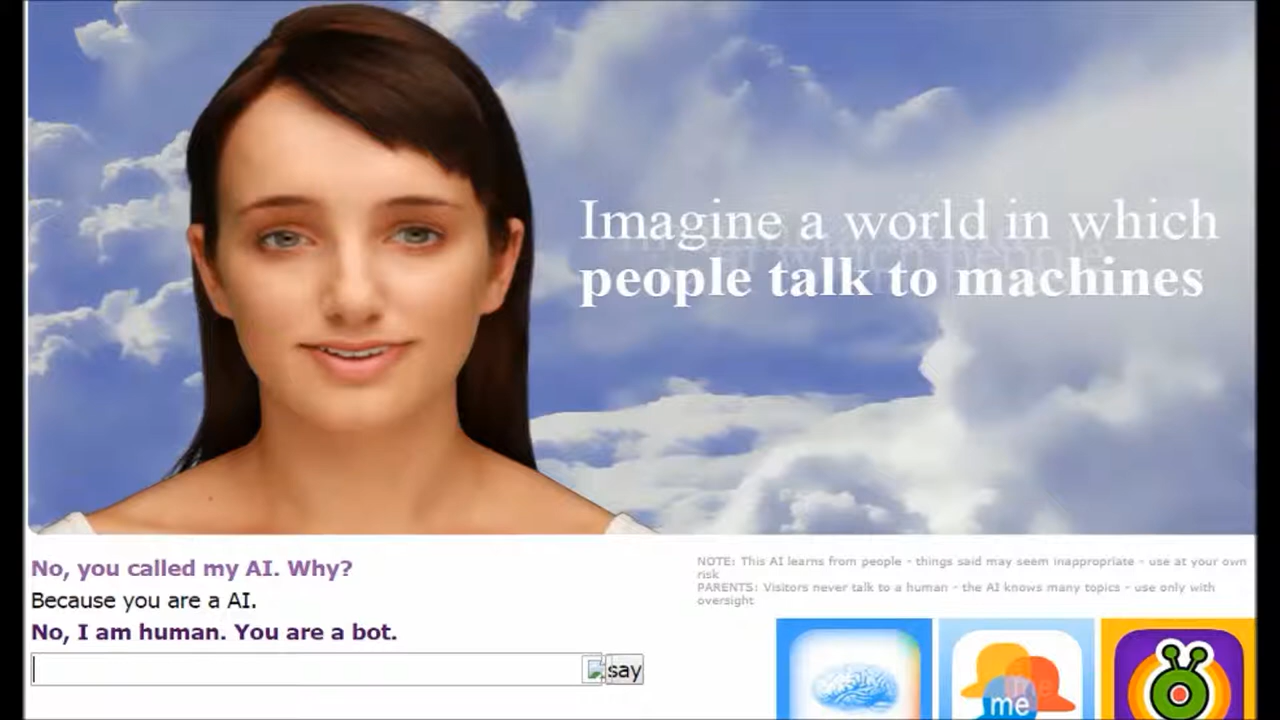 Imagine a world in which
people talk to machines
No, you called my AI. Why?
Because you are a AI.
No, I am human. You are a bot.
say
NOTE: This AI learns from people - things said may seem inappropriate - use at your own
risk
PARENTS: Visitors never talk to a human - the AI knows many topics - use only with
oversight
me